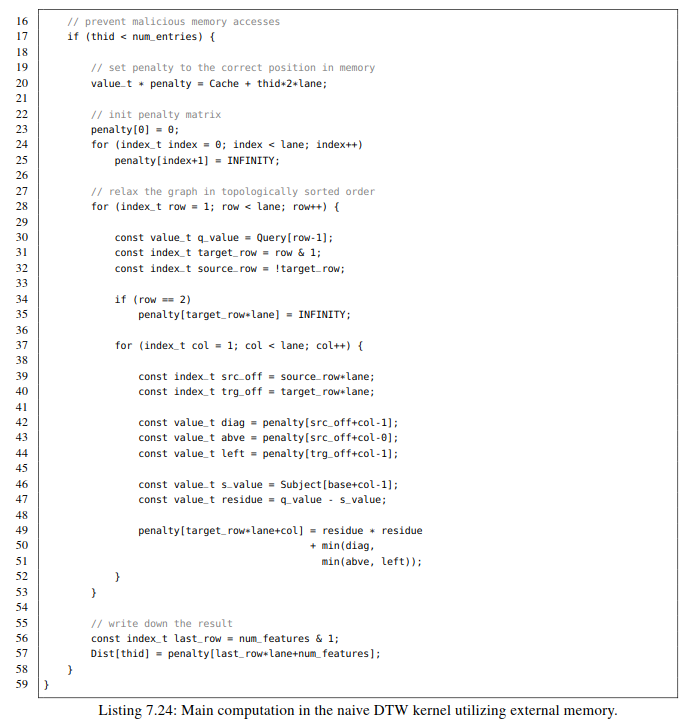 16 // prevent malicious memory accesses
17 if (thid < num_entries) {
18
19 // set penalty to the correct position in memory
20 value_t * penalty = Cache + thid*2*lane;
21
22 // init penalty matrix
23 penalty[0] = 0;
24 for (index_t index = 0; index < lane; index++)
25 penalty[index+1] = INFINITY;
26
27 // relax the graph in topologically sorted order
28 for (index_t row = 1; row < lane; row++) {
29
30 const value_t q_value = Query[row-1];
31 const index_t target_row = row & 1;
32 const index_t source_row = !target_row;
33
34 if (row == 2)
35 penalty[target_row*lane] = INFINITY;
36
37 for (index_t col = 1; col < lane; col++) {
38
39 const index_t src_off = source_row*lane;
40 const index_t trg_off = target_row*lane;
41
42 const value_t diag = penalty[src_off+col-1];
43 const value_t abve = penalty[src_off+col-0];
44 const value_t left = penalty[trg_off+col-1];
45
46 const value_t s_value = Subject[base+col-1];
47 const value_t residue = q_value - s_value;
48
49 penalty[target_row*lane+col] = residue * residue
50 + min(diag,
51 min(abve, left));
52 }
53 }
54
55 // write down the result
56 const index_t last_row = num_features & 1;
57 Dist[thid] = penalty[last_row*lane+num_features];
58 }
59 }
Listing 7.24: Main computation in the naive DTW kernel utilizing external memory.